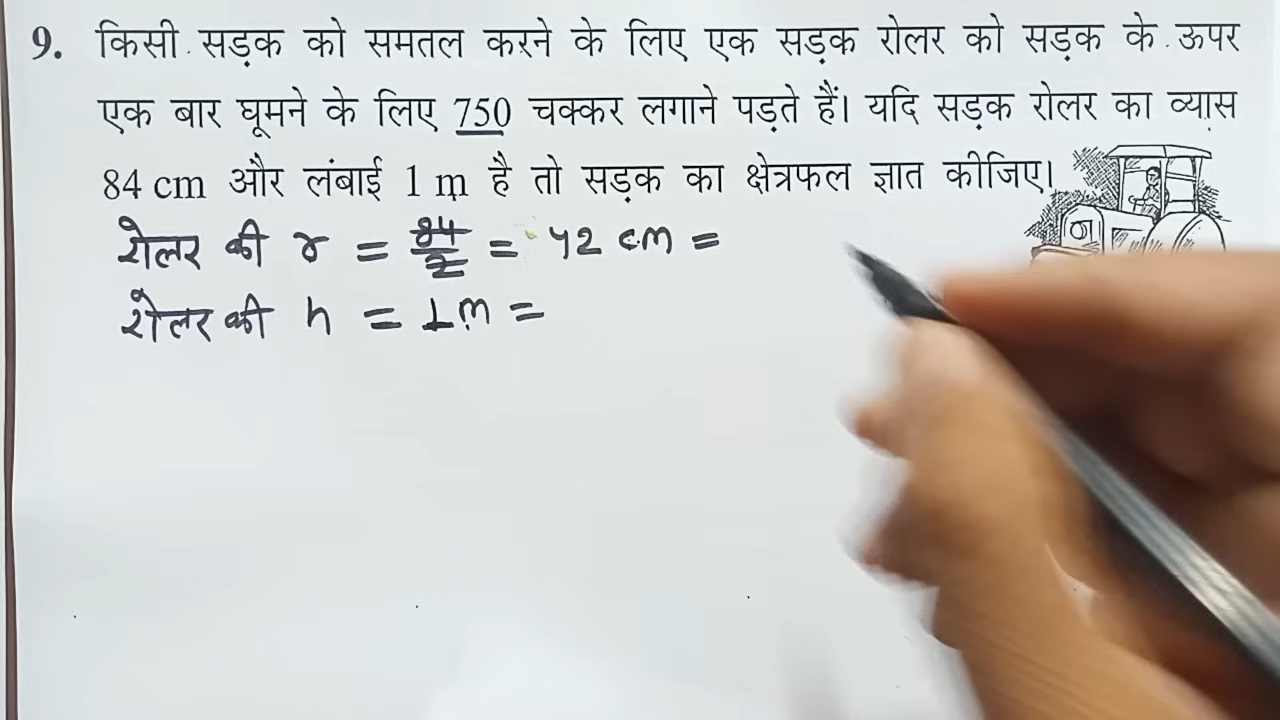 9. किसी सड़क को समतल करने के लिए एक सड़क रोलर को सड़क के ऊपर
एक बार घूमने के लिए 750 चक्कर लगाने पड़ते हैं। यदि सड़क रोलर का व्यास
84 cm और लंबाई 1 m है तो सड़क का क्षेत्रफल ज्ञात कीजिए।
रोलर की r = 84/2 = 42 cm =
रोलर की h = 1m =